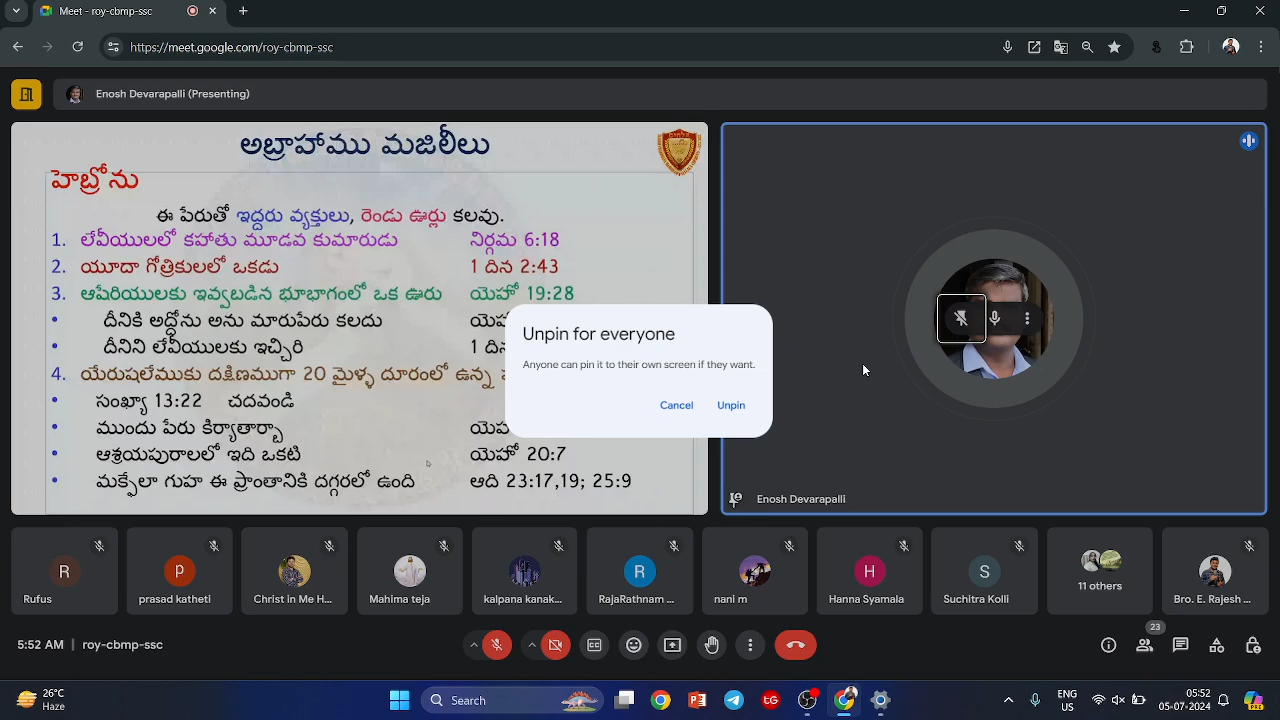 Meet - roy-cbmp-ssc
https://meet.google.com/roy-cbmp-ssc
Enosh Devarapalli (Presenting)
అబ్రాహాము మజిలీలు
హెబ్రోను
ఈ పేరుతో ఇద్దరు వ్యక్తులు, రెండు ఊర్లు కలవు.
1. లేవీయులలో కహాతు మూడవ కుమారుడు నిర్గమ 6:18
2. యూదా గోత్రికులలో ఒకడు 1 దిన 2:43
3. ఆషేరియులకు ఇవ్వబడిన భూభాగంలో ఒక ఊరు యెహో 19:28
• దీనికి అద్ధోను అను మారుపేరు కలదు
• దీనిని లేవీయులకు ఇచ్చిరి 1
4. యేరుషలేముకు దక్షిణముగా 20 మైళ్ళ దూరంలో ఉన్న
• సంఖ్యా 13:22 చదవండి
• ముందు పేరు కిర్యాతార్బా
• ఆశ్రయపురాలలో ఇది ఒకటి యెహో 20:7
• మక్ఫేలా గుహ ఈ ప్రాంతానికి దగ్గరలో ఉంది ఆది 23:17,19; 25:9
Unpin for everyone
Anyone can pin it to their own screen if they want.
Cancel Unpin
Enosh Devarapalli
R p R H S 11 others
Rufus prasad katheti Christ in Me H... Mahima teja kalpana kanak... RajaRathnam ... nani m Hanna Syamala Suchitra Kolli Bro. E. Rajesh ...
23
5:52 AM | roy-cbmp-ssc
26°C
Haze
Search
ENG
US
05:52
05-07-2024